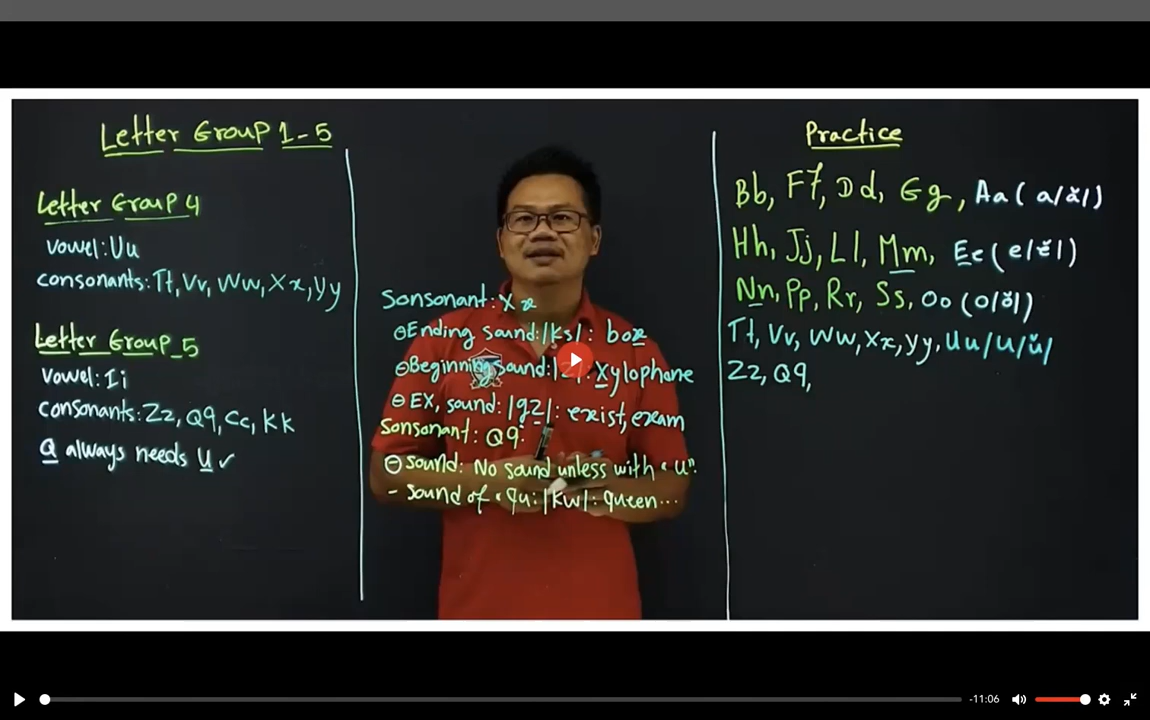 Letter Group 1-5
Letter Group 4
vowel: Uu
consonants: Tt, Vv, Ww, Xx, Yy
Letter Group 5
vowel: Ii
consonants: Zz, Qq, Cc, Kk
Q always needs U ✓
Sonsonant: Xx
Ending sound: /ks/: box
Beginning sound: /z/: Xylophone
EX, sound: /gz/: exist, exam
Sonsonant: Qq:
sound: No sound unless with "u".
- sound of "qu: /kw/: queen...
Practice
Bb, Ff, Dd, Gg, Aa (a/ă/)
Hh, Jj, Ll, Mm, Ee (e/ĕ/)
Nn, Pp, Rr, Ss, Oo (o/ŏ/)
Tt, Vv, Ww, Xx, Yy, Uu/u/ŭ/
Zz, Qq,
-11:06